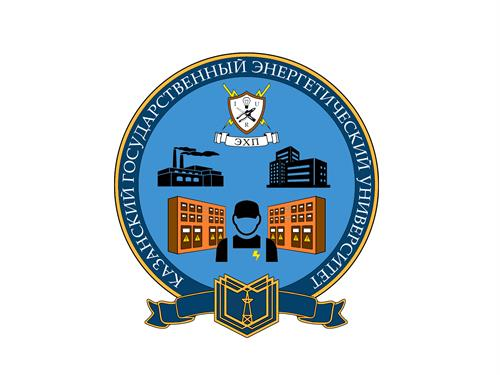 КАЗАНСКИЙ ГОСУДАРСТВЕННЫЙ ЭНЕРГЕТИЧЕСКИЙ УНИВЕРСИТЕТ
I U
R
ЭХП